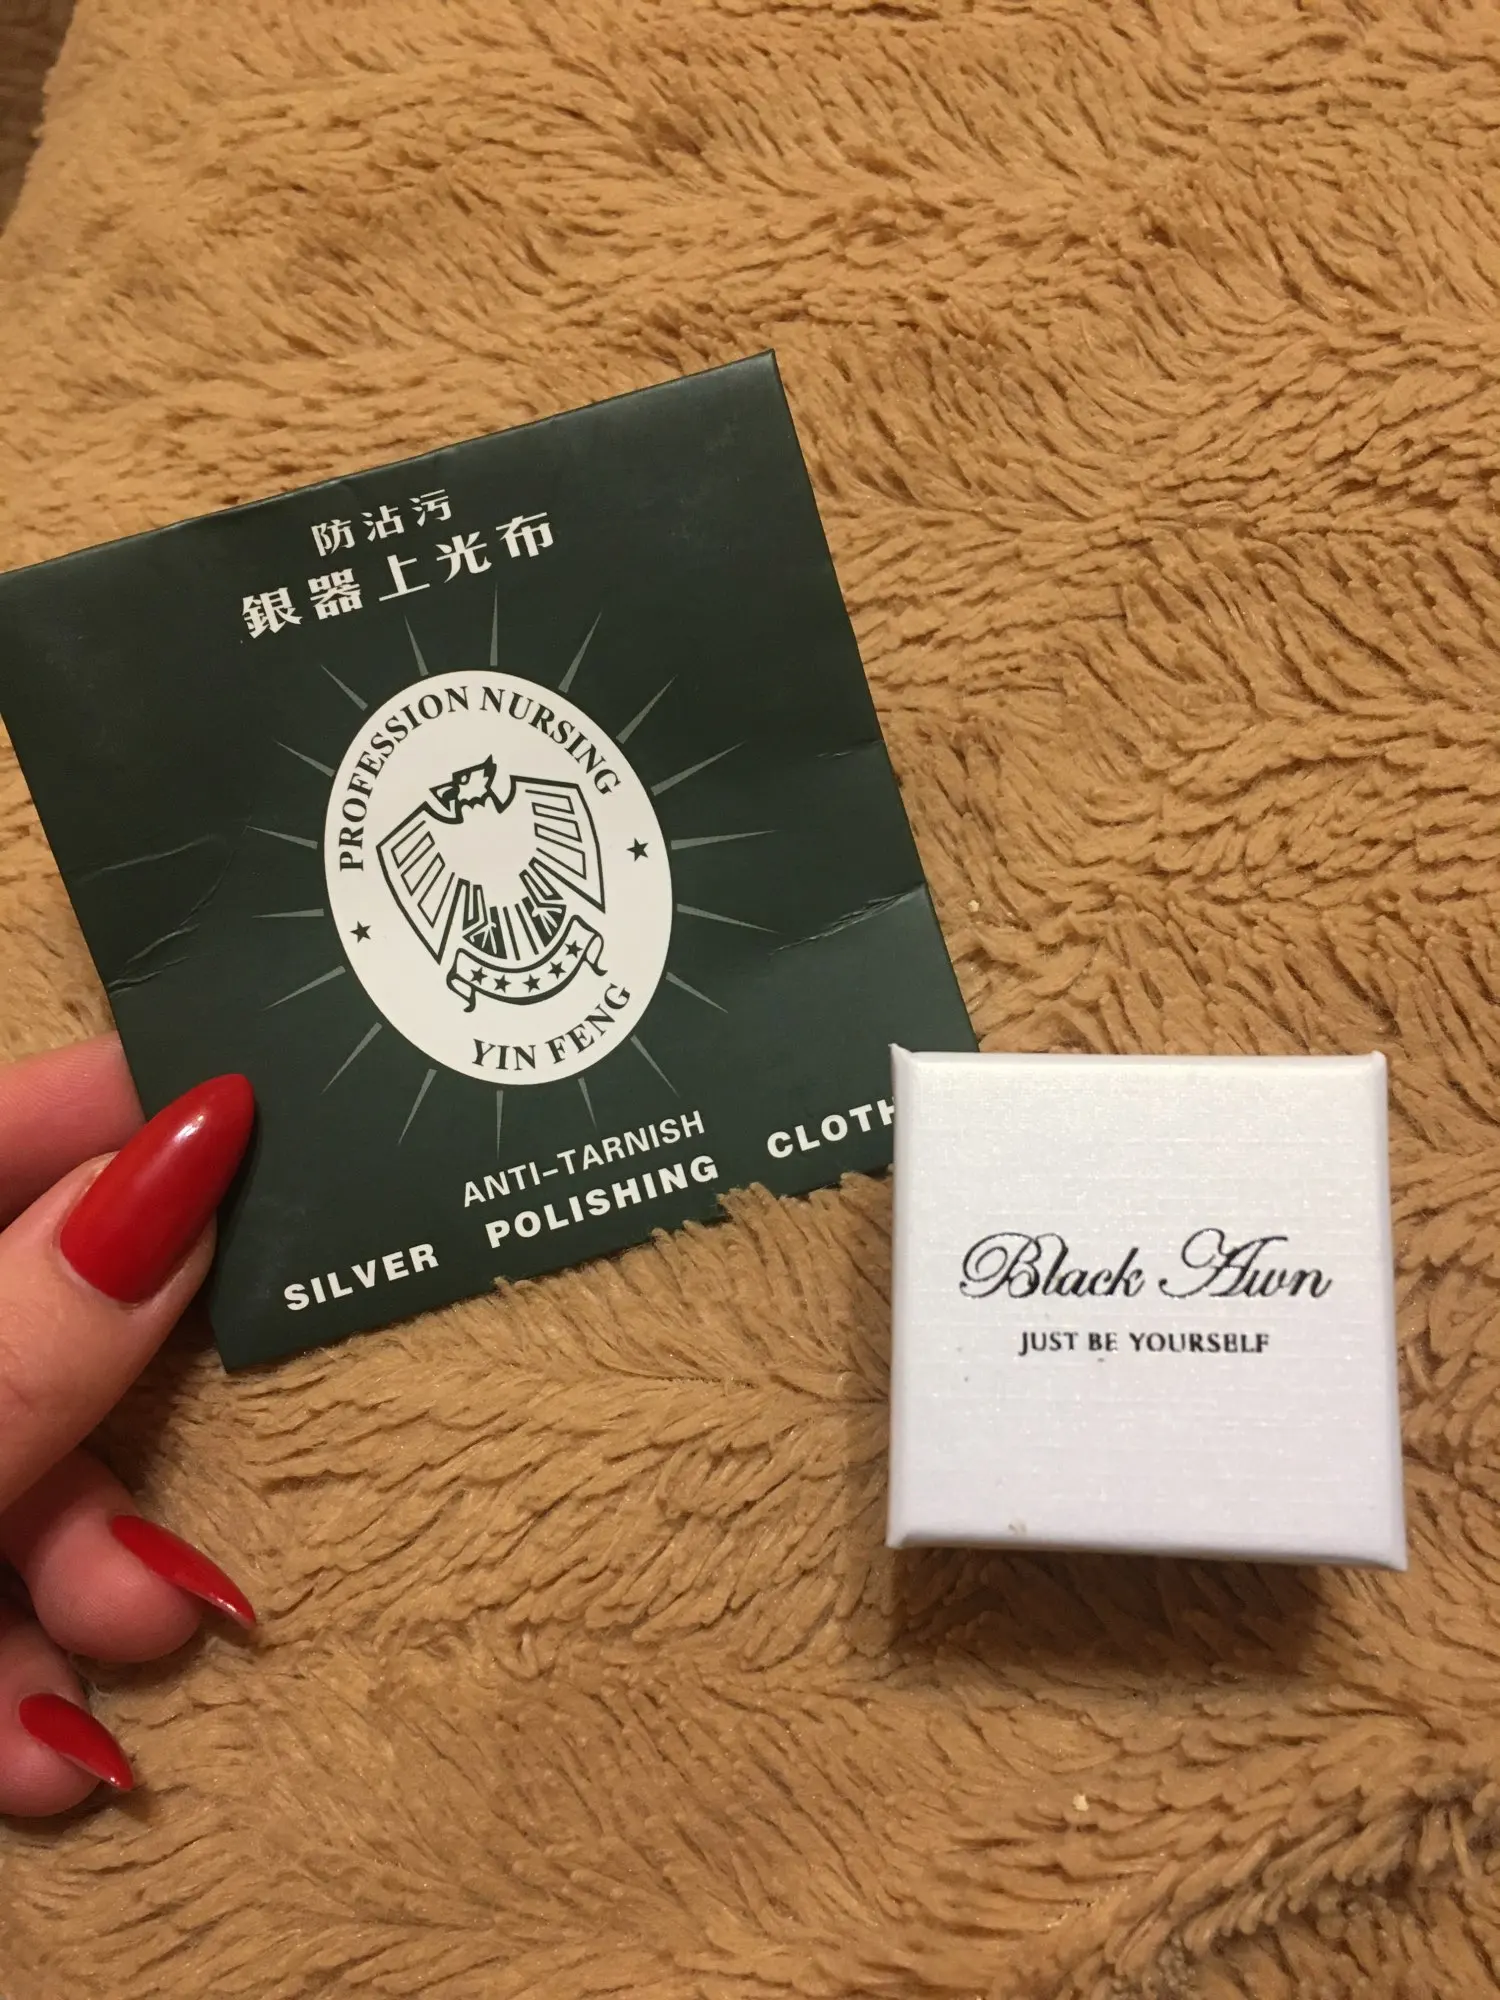 防沾污
銀器上光布
PROFESSION NURSING
YIN FENG
ANTI-TARNISH
SILVER POLISHING CLOTH
Black Awn
JUST BE YOURSELF